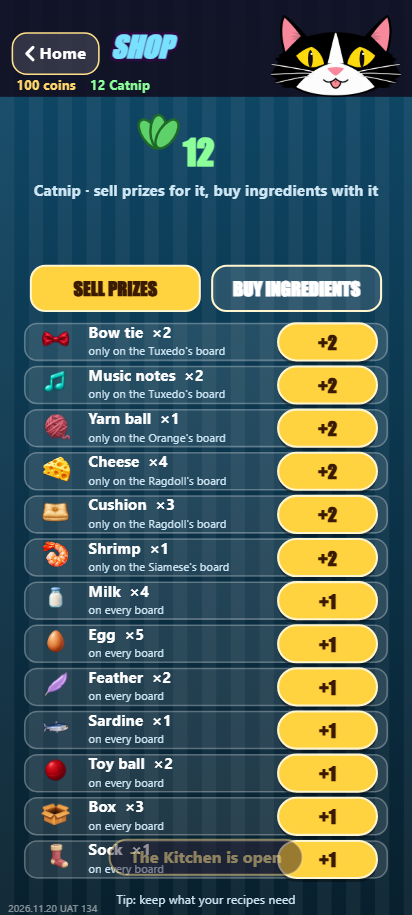 Home
SHOP
100 coins 12 Catnip
12
Catnip - sell prizes for it, buy ingredients with it
SELL PRIZES
BUY INGREDIENTS
Bow tie ×2
only on the Tuxedo's board
+2
Music notes ×2
only on the Tuxedo's board
+2
Yarn ball ×1
only on the Orange's board
+2
Cheese ×4
only on the Ragdoll's board
+2
Cushion ×3
only on the Ragdoll's board
+2
Shrimp ×1
only on the Siamese's board
+2
Milk ×4
on every board
+1
Egg ×5
on every board
+1
Feather ×2
on every board
+1
Sardine ×1
on every board
+1
Toy ball ×2
on every board
+1
Box ×3
on every board
+1
Sock ×1
on every board
+1
The Kitchen is open
Tip: keep what your recipes need
2026.11.20 UAT 134